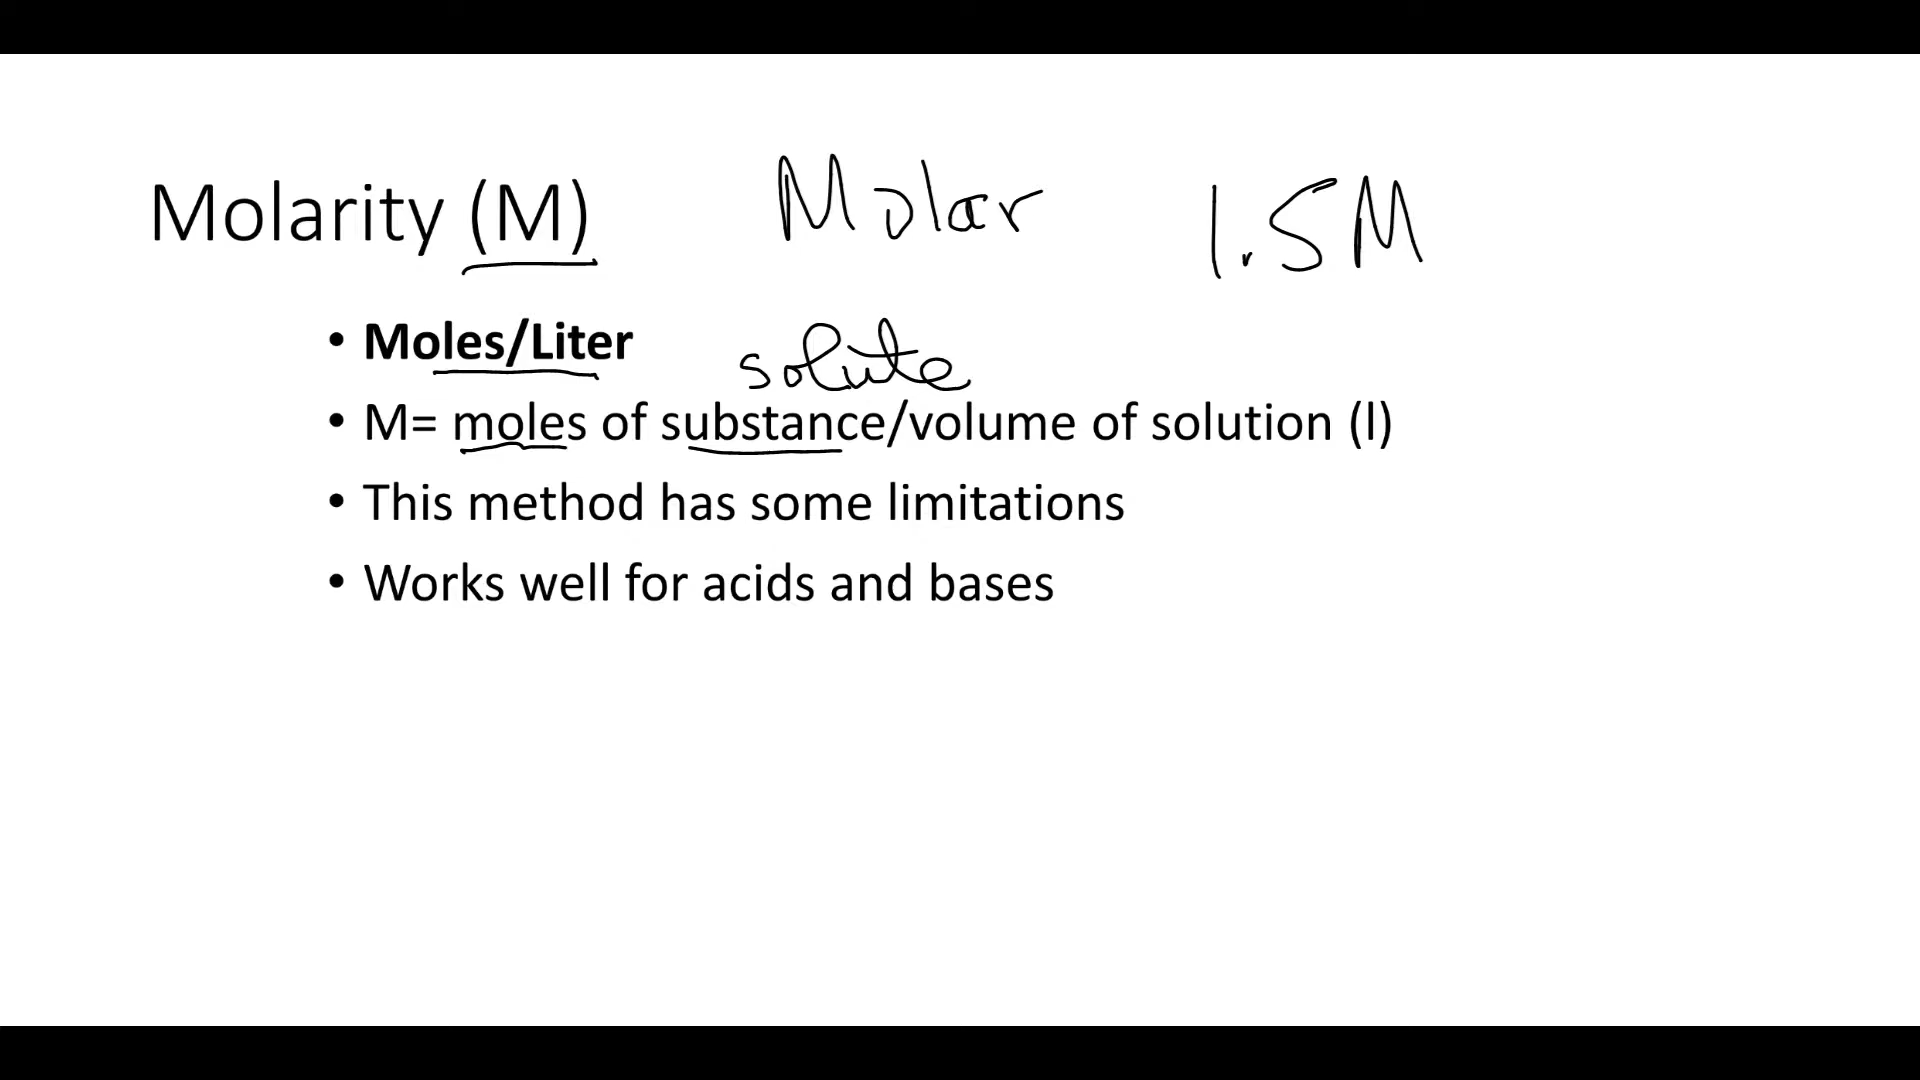 Molarity (M) Molar 1.5M
• Moles/Liter
solute
• M= moles of substance/volume of solution (l)
• This method has some limitations
• Works well for acids and bases